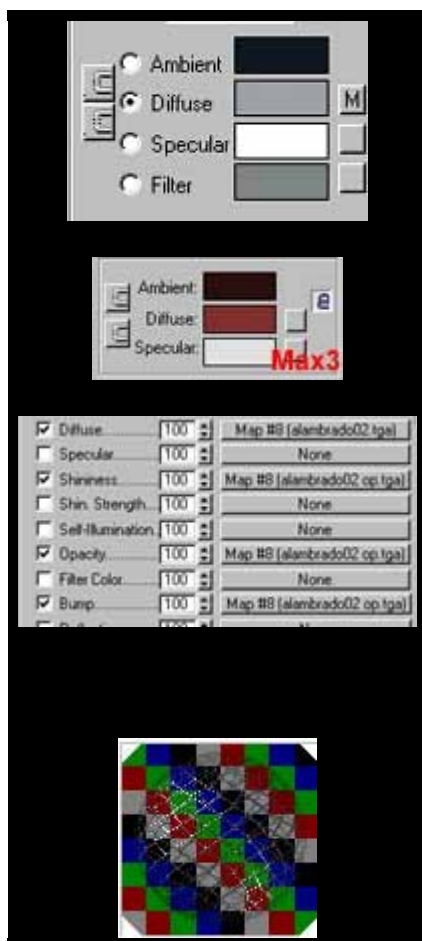 Ambient
Diffuse M
Specular
Filter
Ambient:
Diffuse:
Specular:
Max3
Diffuse 100 Map #8 (alambrado02.tga)
Specular 100 None
Shininess 100 Map #8 (alambrado02 op.tga)
Shin. Strength 100 None
Self-Illumination 100 None
Opacity 100 Map #8 (alambrado02 op.tga)
Filter Color 100 None
Bump 100 Map #8 (alambrado02 op.tga)